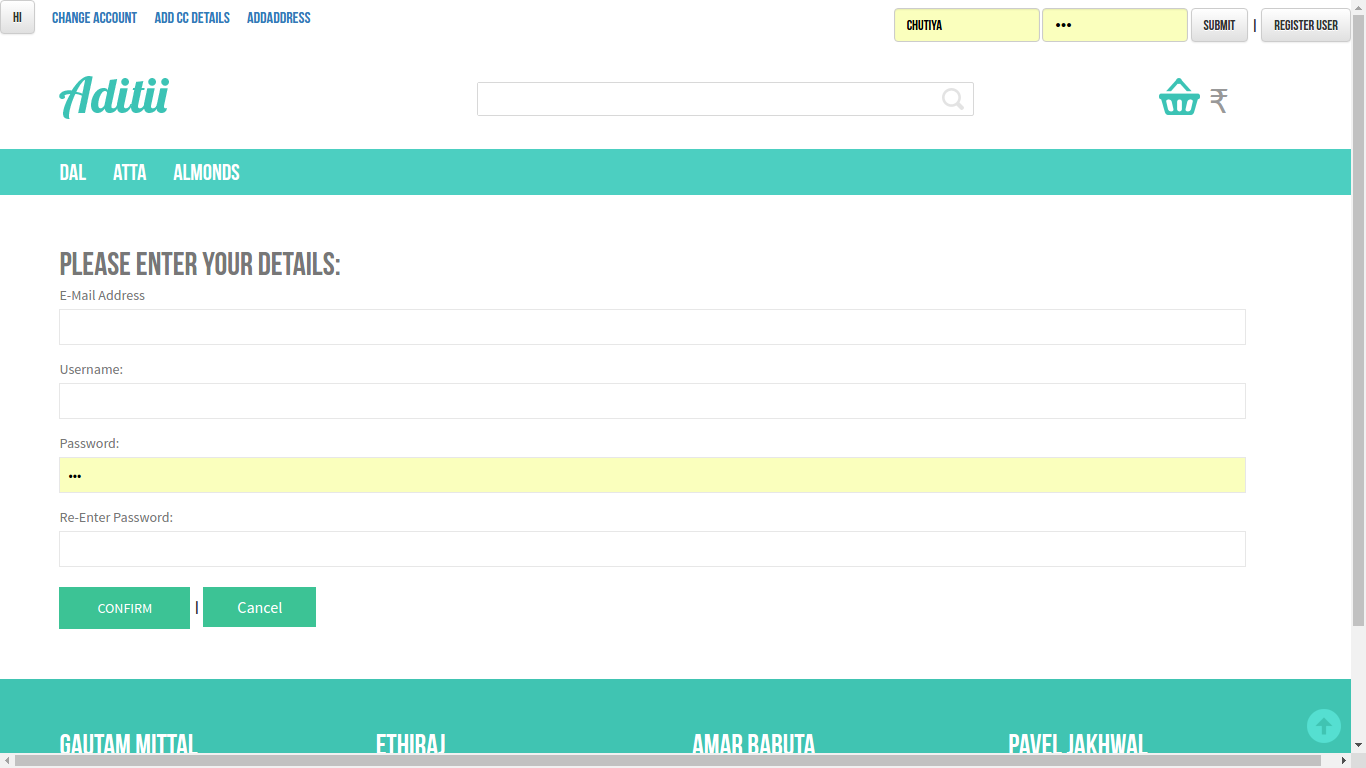 HI CHANGE ACCOUNT ADD CC DETAILS ADDADDRESS CHUTIYA ••• SUBMIT | REGISTER USER
Aditii ₹
DAL ATTA ALMONDS
PLEASE ENTER YOUR DETAILS:
E-Mail Address
Username:
Password:
•••
Re-Enter Password:
CONFIRM | Cancel
GAUTAM MITTAL ETHIRAJ AMAR BABUTA PAVEL JAKHWAL